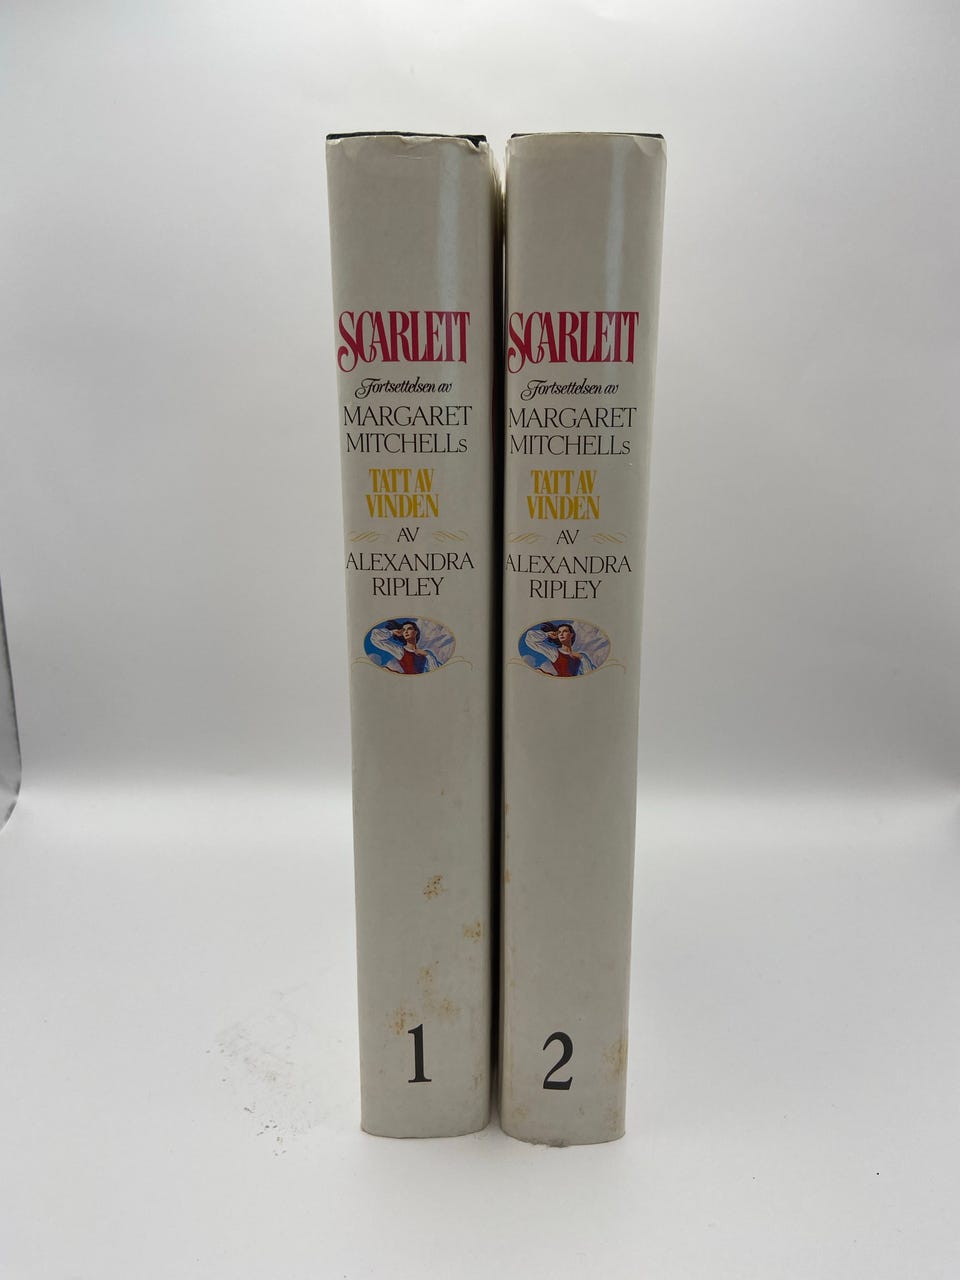 SCARLETT
Fortsettelsen av
MARGARET
MITCHELLs
TATT AV
VINDEN
AV
ALEXANDRA
RIPLEY
1
SCARLETT
Fortsettelsen av
MARGARET
MITCHELLs
TATT AV
VINDEN
AV
ALEXANDRA
RIPLEY
2